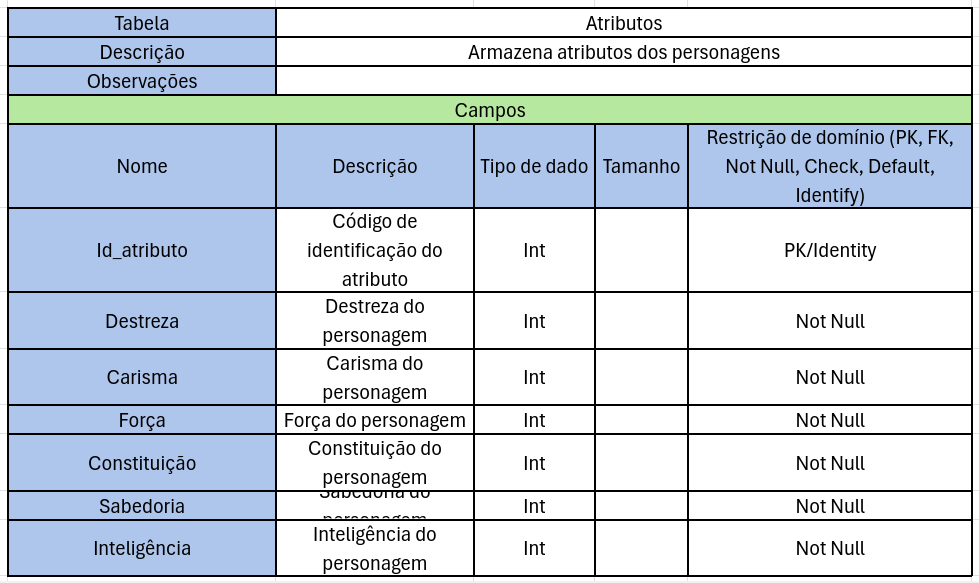 Tabela Atributos
Descrição Armazena atributos dos personagens
Observações
Campos
Nome Descrição Tipo de dado Tamanho Restrição de domínio (PK, FK,
Not Null, Check, Default,
Identify)
Id_atributo Código de
identificação do
atributo Int PK/Identity
Destreza Destreza do
personagem Int Not Null
Carisma Carisma do
personagem Int Not Null
Força Força do personagem Int Not Null
Constituição Constituição do
personagem Int Not Null
Sabedoria Sabedoria do
personagem Int Not Null
Inteligência Inteligência do
personagem Int Not Null